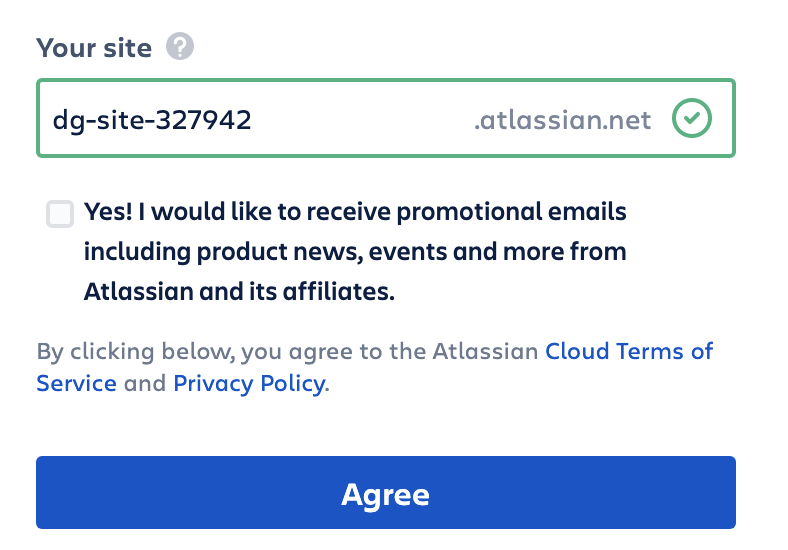 Your site ?
dg-site-327942 .atlassian.net
Yes! I would like to receive promotional emails
including product news, events and more from
Atlassian and its affiliates.
By clicking below, you agree to the Atlassian Cloud Terms of
Service and Privacy Policy.
Agree